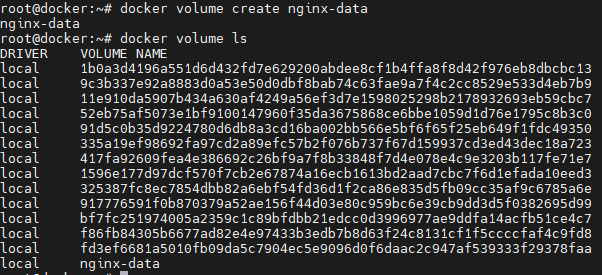 root@docker:~# docker volume create nginx-data
nginx-data
root@docker:~# docker volume ls
DRIVER    VOLUME NAME
local     1b0a3d4196a551d6d432fd7e629200abdee8cf1b4ffa8f8d42f976eb8dbcbc13
local     9c3b337e92a8883d0a53e50d0dbf8bab74c63fae9a7f4c2cc8529e533d4eb7b9
local     11e910da5907b434a630af4249a56ef3d7e1598025298b2178932693eb59cbc7
local     52eb75af5073e1bf9100147960f35da3675868ce6bbe1059d1d76e1795c8b3c0
local     91d5c0b35d9224780d6db8a3cd16ba002bb566e5bf6f65f25eb649f1fdc49350
local     335a19ef98692fa97cd2a89efc57b2f076b737f67d159937cd3ed43dec18a723
local     417fa92609fea4e386692c26bf9a7f8b33848f7d4e078e4c9e3203b117fe71e7
local     1596e177d97dcf570f7cb2e67874a16ecb1613bd2aad7cbc7f6d1efada10eed3
local     325387fc8ec7854dbb82a6ebf54fd36d1f2ca86e835d5fb09cc35af9c6785a6e
local     917776591f0b870379a52ae156f44d03e80c959bc6e39cb9dd3d5f0382695d99
local     bf7fc251974005a2359c1c89bfdbb21edcc0d3996977ae9ddfa14acfb51ce4c7
local     f86fb84305b6677ad82e4e97433b3edb7b8d63f24c8131cf1f5ccccfaf4c9fd8
local     fd3ef6681a5010fb09da5c7904ec5e9096d0f6daac2c947af539333f29378faa
local     nginx-data